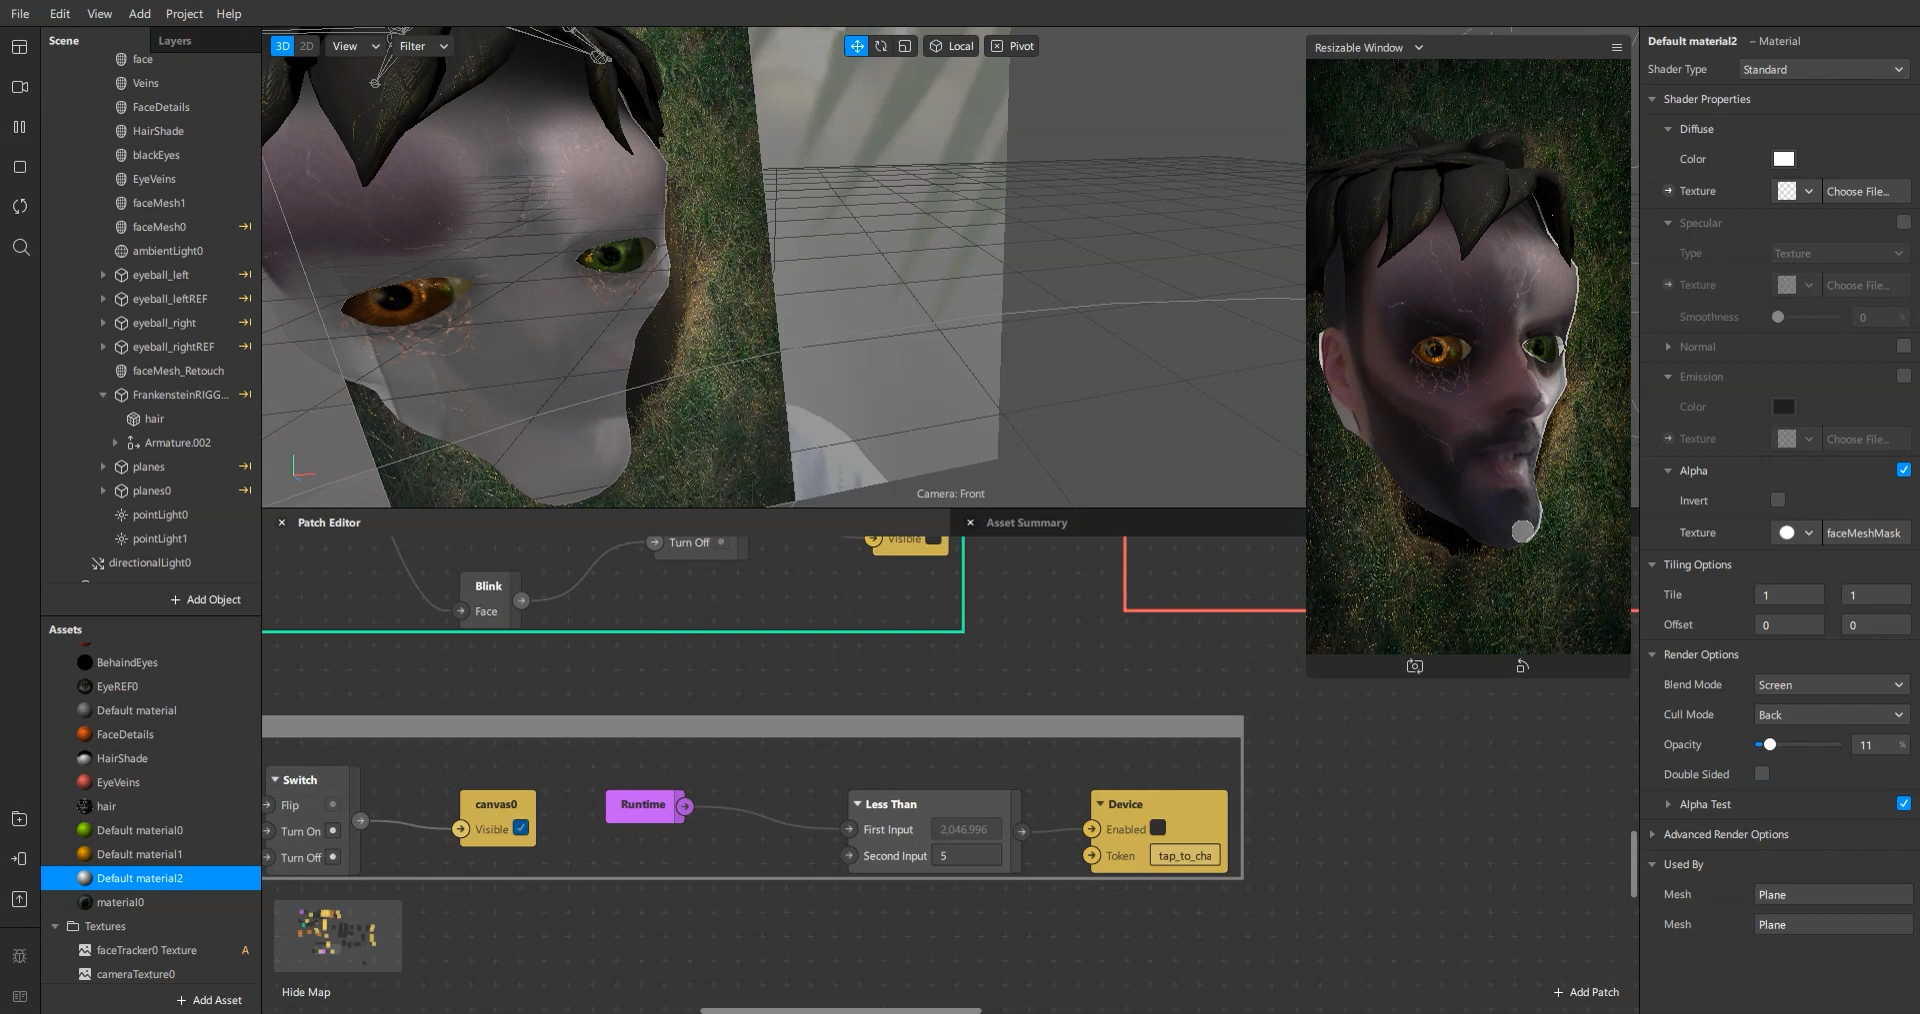 File Edit View Add Project Help
Scene Layers
face
Veins
FaceDetails
HairShade
blackEyes
EyeVeins
faceMesh1
faceMesh0
ambientLight0
eyeball_left
eyeball_leftREF
eyeball_right
eyeball_rightREF
faceMesh_Retouch
FrankensteinRIGG...
hair
Armature.002
planes
planes0
pointLight0
pointLight1
directionalLight0
+ Add Object
Assets
BehaindEyes
EyeREF0
Default material
FaceDetails
HairShade
EyeVeins
hair
Default material0
Default material1
Default material2
material0
Textures
faceTracker0 Texture A
cameraTexture0
+ Add Asset
3D 2D View Filter
Local Pivot
Camera: Front
Patch Editor
Asset Summary
Turn Off
Visible
Blink
Face
Switch
Flip
Turn On
Turn Off
canvas0
Visible
Runtime
Less Than
First Input 2,046.996
Second Input 5
Device
Enabled
Token tap_to_cha
Hide Map
+ Add Patch
Resizable Window
Default material2 – Material
Shader Type Standard
Shader Properties
Diffuse
Color
Texture Choose File...
Specular
Type Texture
Texture Choose File...
Smoothness 0 %
Normal
Emission
Color
Texture Choose File...
Alpha
Invert
Texture faceMeshMask
Tiling Options
Tile 1 1
Offset 0 0
Render Options
Blend Mode Screen
Cull Mode Back
Opacity 11 %
Double Sided
Alpha Test
Advanced Render Options
Used By
Mesh Plane
Mesh Plane